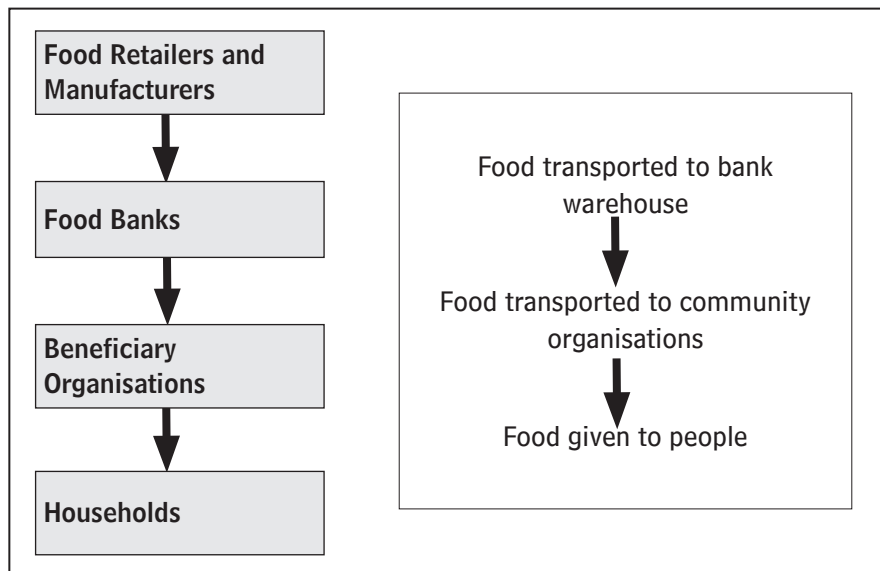 Food Retailers and
Manufacturers
Food Banks
Beneficiary
Organisations
Households
Food transported to bank
warehouse
Food transported to community
organisations
Food given to people